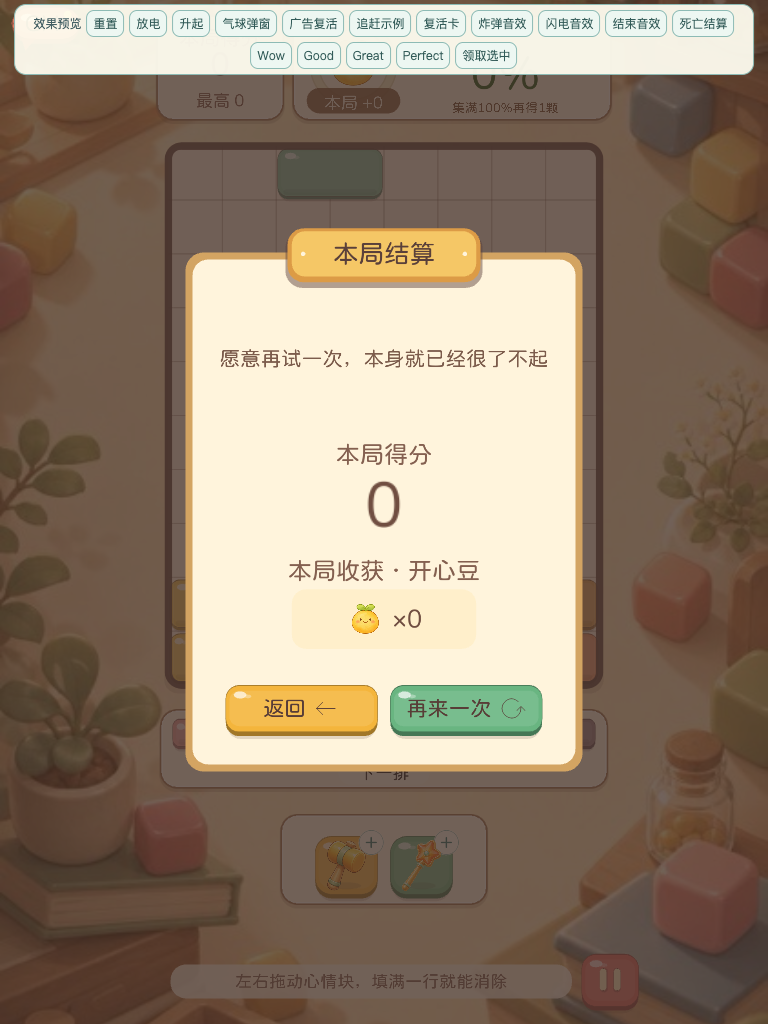 效果预览 重置 放电 升起 气球弹窗 广告复活 追赶示例 复活卡 炸弹音效 闪电音效 结束音效 死亡结算
Wow Good Great Perfect 领取选中
0%
最高 0
本局 +0
集满100%再得1颗
本局结算
愿意再试一次，本身就已经很了不起
本局得分
0
本局收获·开心豆
×0
返回
再来一次
下一排
左右拖动心情块，填满一行就能消除